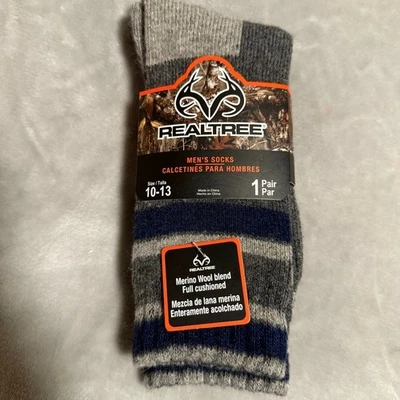 REALTREE
MEN'S SOCKS
CALCETINES PARA HOMBRES
Size / Talla
10-13
Made in China
Hecho en China
1 Pair
Par
REALTREE
Merino Wool blend
Full cushioned
Mezcla de lana merina
Enteramente acolchado